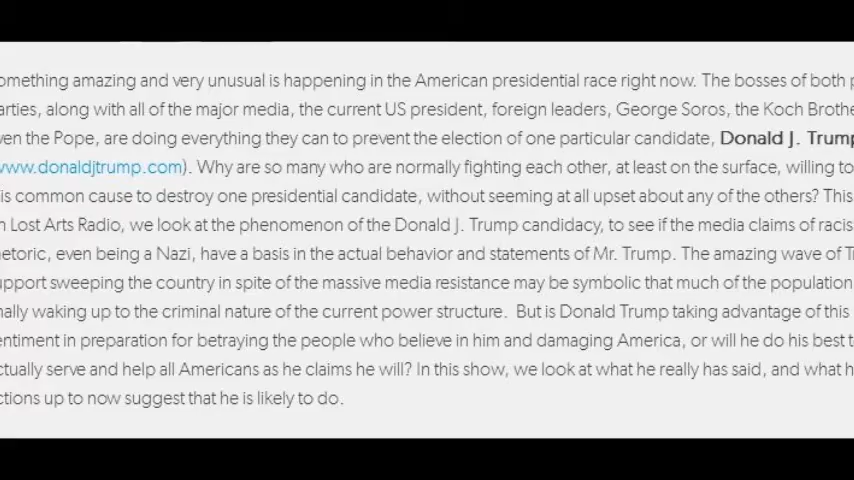 omething amazing and very unusual is happening in the American presidential race right now. The bosses of both p
arties, along with all of the major media, the current US president, foreign leaders, George Soros, the Koch Brothe
ven the Pope, are doing everything they can to prevent the election of one particular candidate, Donald J. Trump
www.donaldjtrump.com). Why are so many who are normally fighting each other, at least on the surface, willing to
is common cause to destroy one presidential candidate, without seeming at all upset about any of the others? This
n Lost Arts Radio, we look at the phenomenon of the Donald J. Trump candidacy, to see if the media claims of racis
hetoric, even being a Nazi, have a basis in the actual behavior and statements of Mr. Trump. The amazing wave of T
upport sweeping the country in spite of the massive media resistance may be symbolic that much of the population
nally waking up to the criminal nature of the current power structure. But is Donald Trump taking advantage of this
entiment in preparation for betraying the people who believe in him and damaging America, or will he do his best t
ctually serve and help all Americans as he claims he will? In this show, we look at what he really has said, and what h
ctions up to now suggest that he is likely to do.